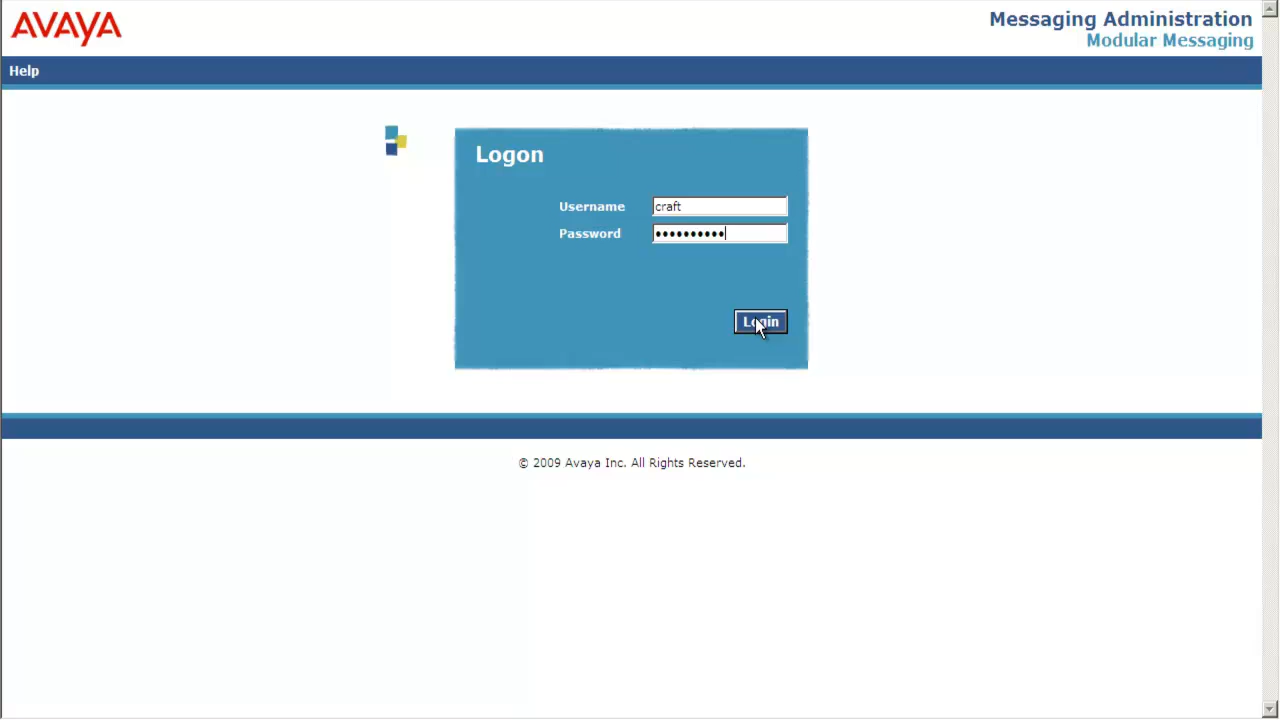 AVAYA
Messaging Administration
Modular Messaging
Help
Logon
Username craft
Password ••••••••••
Login
© 2009 Avaya Inc. All Rights Reserved.